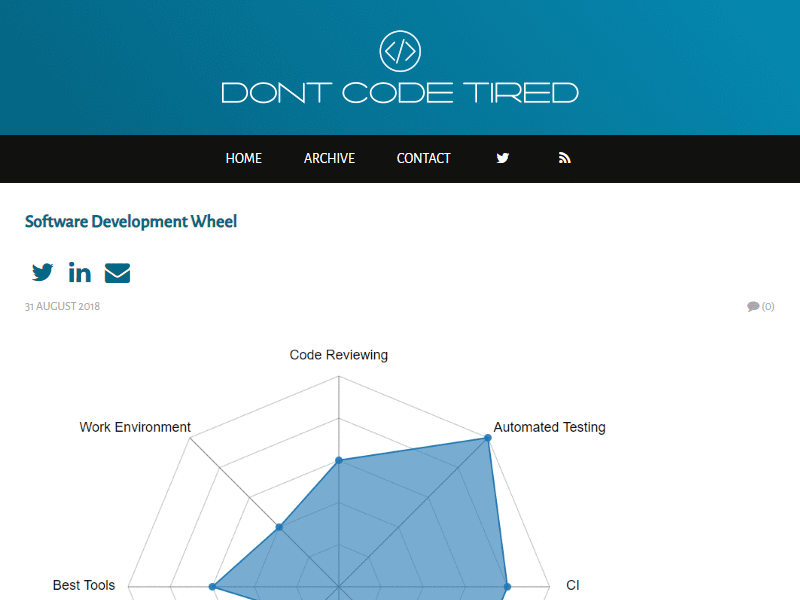 </>
DONT CODE TIRED
HOME ARCHIVE CONTACT
Software Development Wheel
31 AUGUST 2018 (0)
Code Reviewing
Work Environment Automated Testing
Best Tools CI